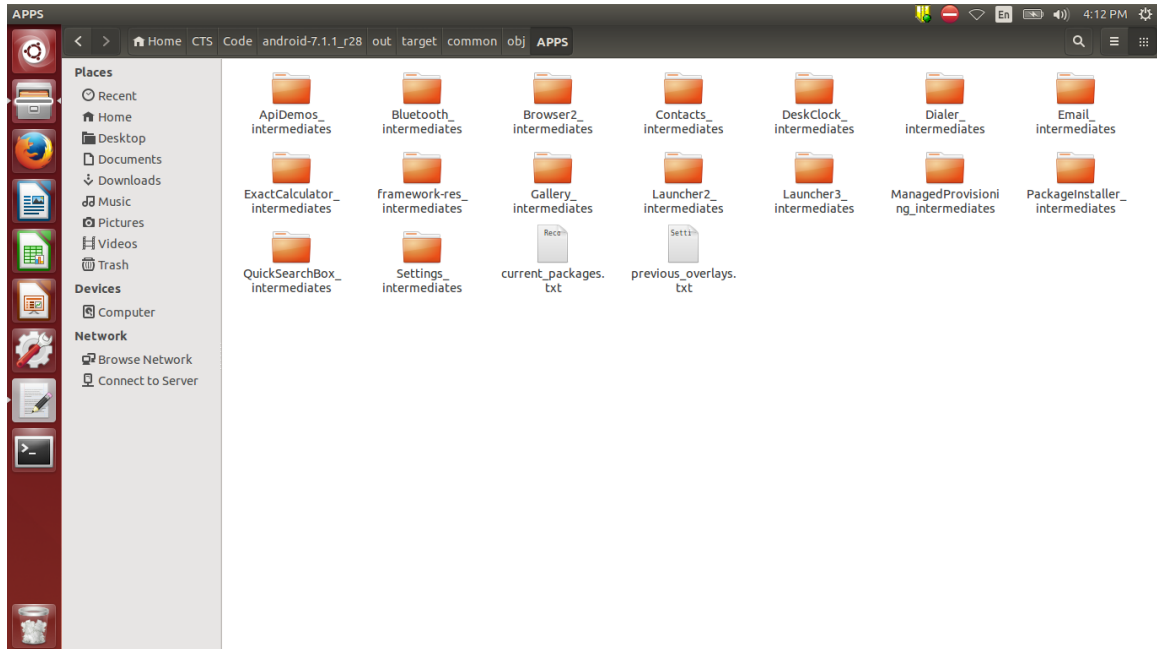 APPS
En
4:12 PM
Home CTS Code android-7.1.1_r28 out target common obj APPS
Places
Recent
Home
Desktop
Documents
Downloads
Music
Pictures
Videos
Trash
Devices
Computer
Network
Browse Network
Connect to Server
ApiDemos_
intermediates
Bluetooth_
intermediates
Browser2_
intermediates
Contacts_
intermediates
DeskClock_
intermediates
Dialer_
intermediates
Email_
intermediates
ExactCalculator_
intermediates
framework-res_
intermediates
Gallery_
intermediates
Launcher2_
intermediates
Launcher3_
intermediates
ManagedProvisioni
ng_intermediates
PackageInstaller_
intermediates
QuickSearchBox_
intermediates
Settings_
intermediates
Reco
current_packages.
txt
Setti
previous_overlays.
txt